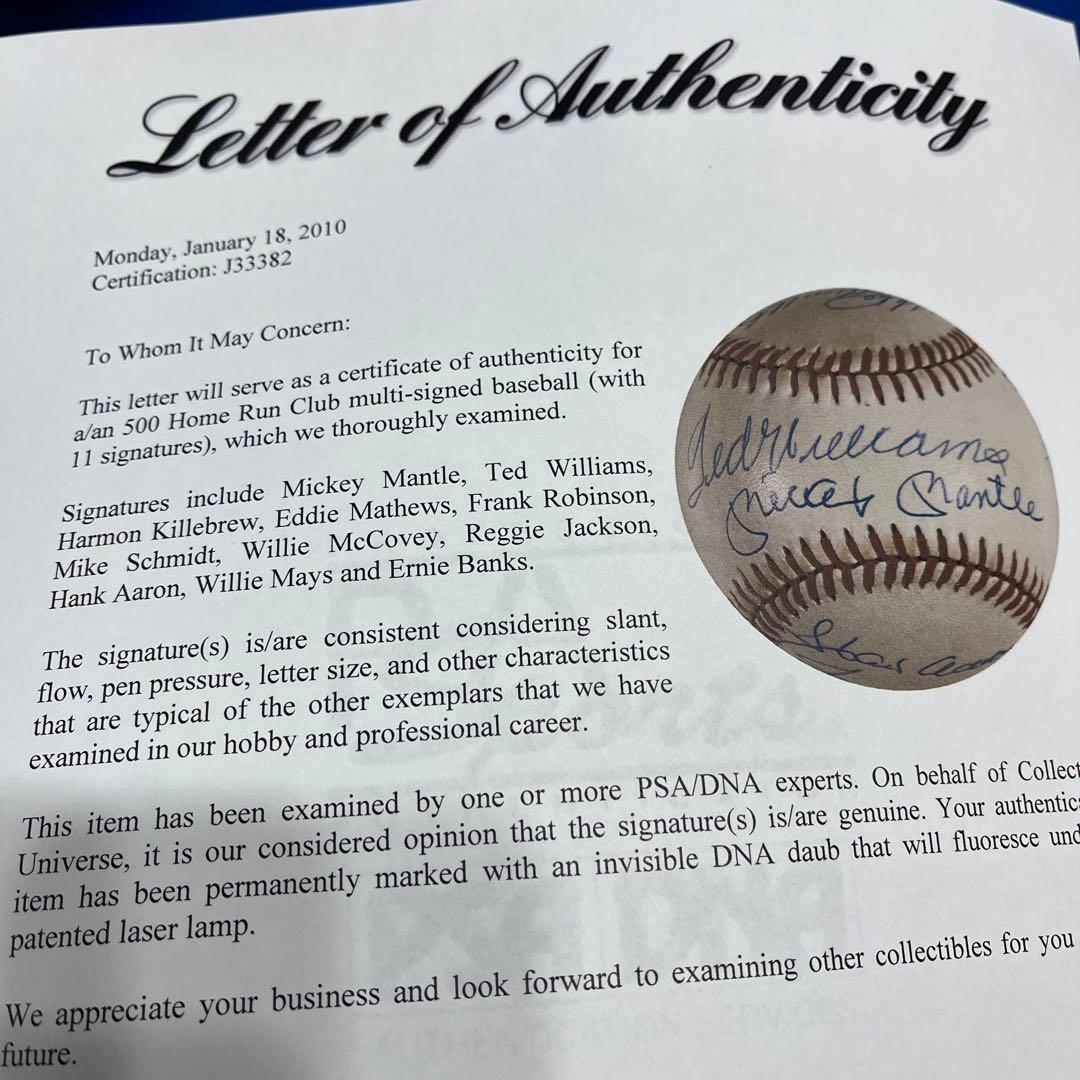 Letter of Authenticity
Monday, January 18, 2010
Certification: J33382
To Whom It May Concern:
This letter will serve as a certificate of authenticity for
a/an 500 Home Run Club multi-signed baseball (with
11 signatures), which we thoroughly examined.
Signatures include Mickey Mantle, Ted Williams,
Harmon Killebrew, Eddie Mathews, Frank Robinson,
Mike Schmidt, Willie McCovey, Reggie Jackson,
Hank Aaron, Willie Mays and Ernie Banks.
The signature(s) is/are consistent considering slant,
flow, pen pressure, letter size, and other characteristics
that are typical of the other exemplars that we have
examined in our hobby and professional career.
Ted Williams
Mickey Mantle
This item has been examined by one or more PSA/DNA experts. On behalf of Collect
Universe, it is our considered opinion that the signature(s) is/are genuine. Your authentic
item has been permanently marked with an invisible DNA daub that will fluoresce und
patented laser lamp.
We appreciate your business and look forward to examining other collectibles for you
future.